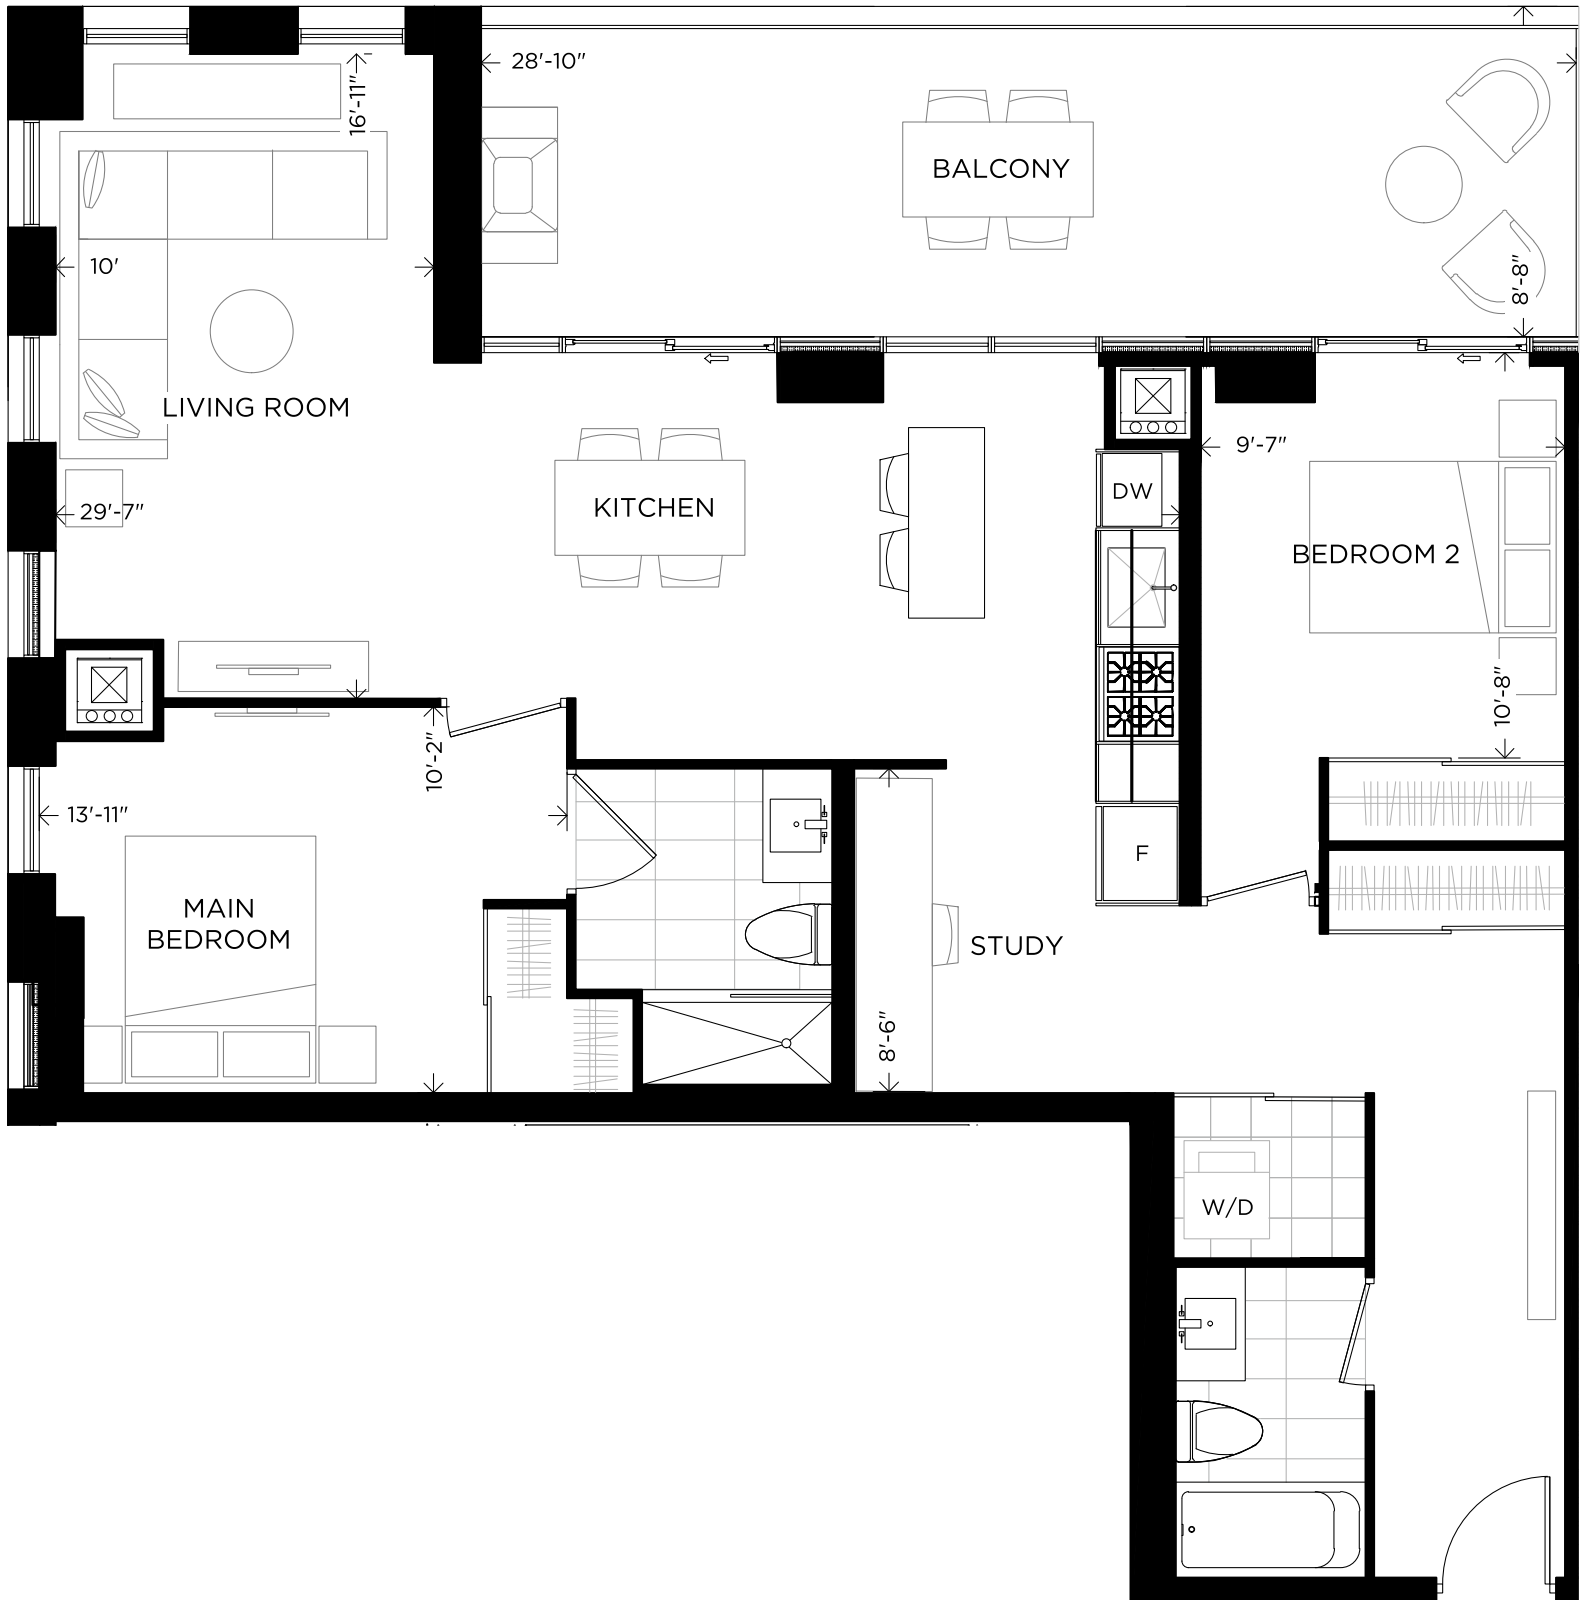 28'-10"
16'-11"
BALCONY
10'
8'-8"
LIVING ROOM
9'-7"
DW
29'-7"
KITCHEN
BEDROOM 2
10'-8"
10'-2"
13'-11"
F
MAIN
BEDROOM
STUDY
8'-6"
W/D